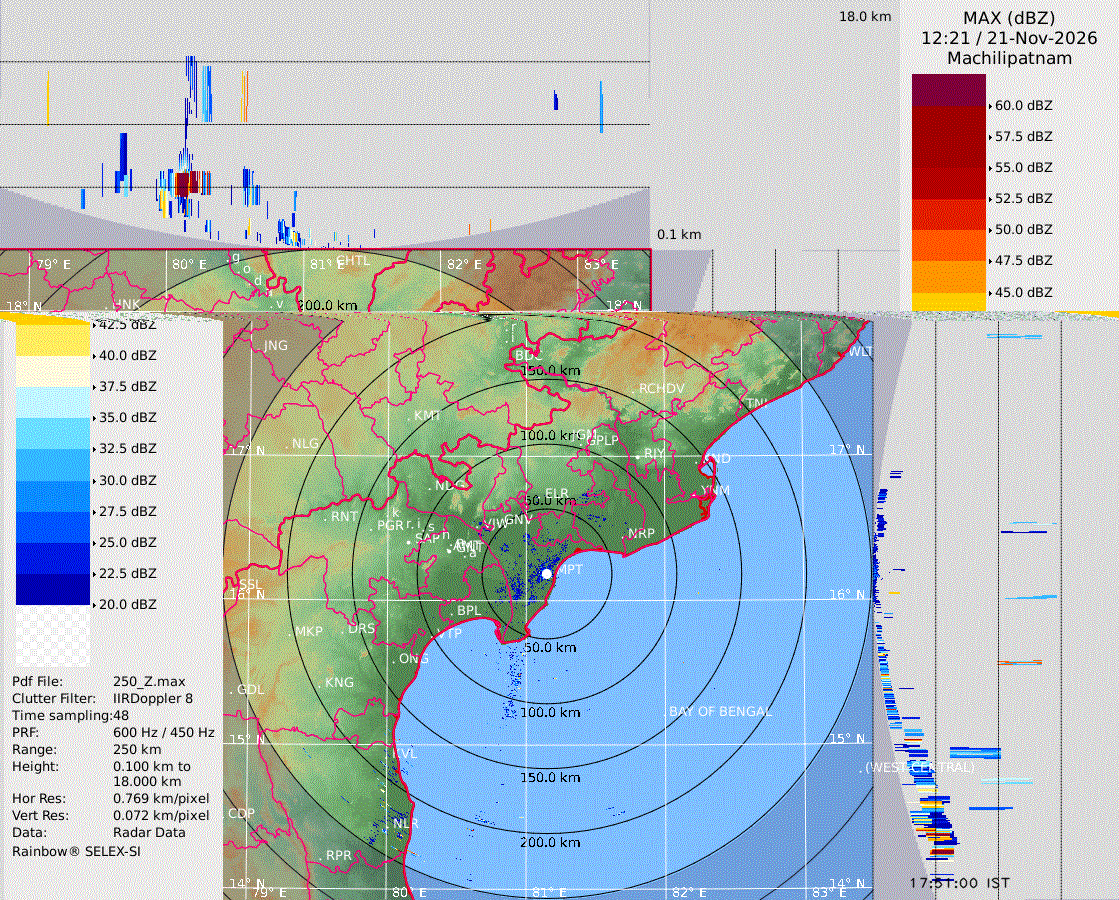 18.0 km
MAX (dBZ)
12:21 / 21-Nov-2026
Machilipatnam
60.0 dBZ
57.5 dBZ
55.0 dBZ
52.5 dBZ
50.0 dBZ
47.5 dBZ
45.0 dBZ
0.1 km
79° E
80° E
81° E
CHTL
82° E
83° E
g
o
d
v
18° N
200.0 km
18° N
42.5 dBZ
40.0 dBZ
37.5 dBZ
35.0 dBZ
32.5 dBZ
30.0 dBZ
27.5 dBZ
25.0 dBZ
22.5 dBZ
20.0 dBZ
JNG
WLT
150.0 km
RCHDV
KMT
NLG
100.0 km
GPLP
17° N
RJY
17° N
ELR
YNM
50.0 km
RNT
PGR
k r i s n a
VJW
GNV
NRP
MPT
SSL
16° N
16° N
BPL
MKP
DRS
50.0 km
ONG
KNG
GDL
100.0 km
BAY OF BENGAL
15° N
15° N
KVL
(WEST CENTRAL)
150.0 km
CDP
NLR
200.0 km
RPR
14° N
14° N
79° E
80
81° E
82° E
83° E
17:51:00 IST
Pdf File: 250_Z.max
Clutter Filter: IIRDoppler 8
Time sampling:48
PRF: 600 Hz / 450 Hz
Range: 250 km
Height: 0.100 km to
18.000 km
Hor Res: 0.769 km/pixel
Vert Res: 0.072 km/pixel
Data: Radar Data
Rainbow® SELEX-SI